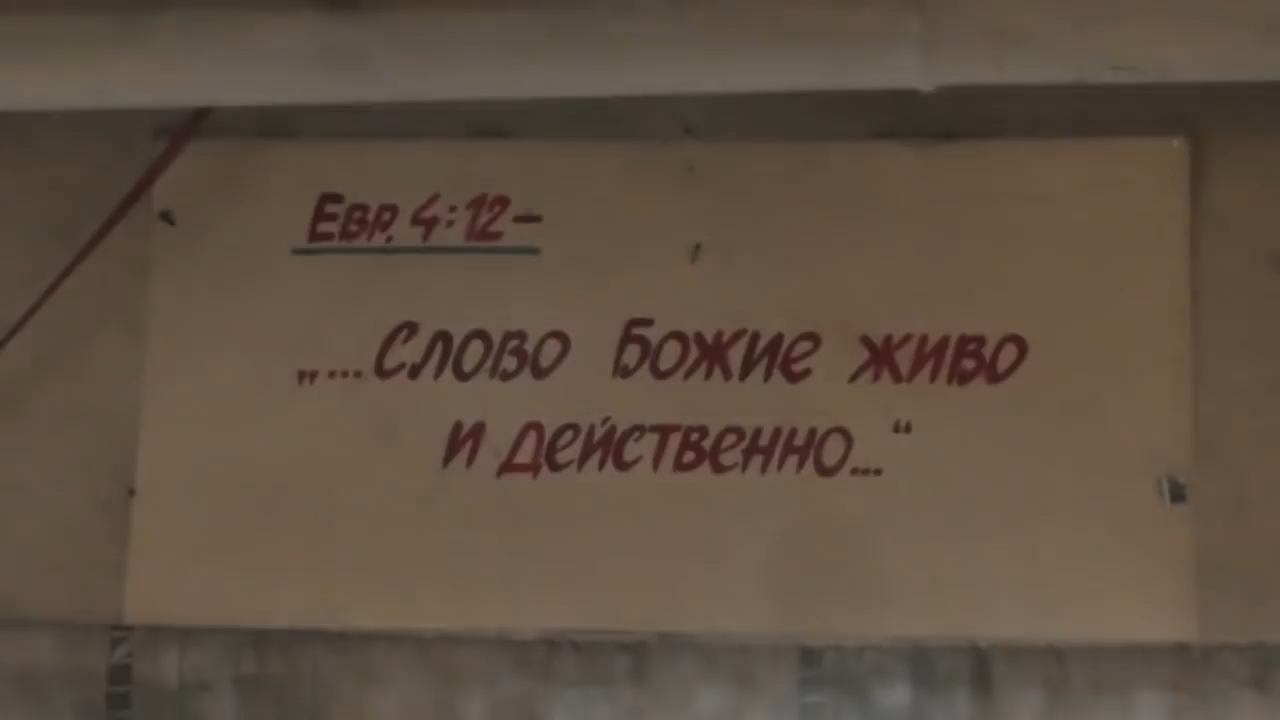 Евр. 4:12-
„...Слово Божие живо
и действенно..."